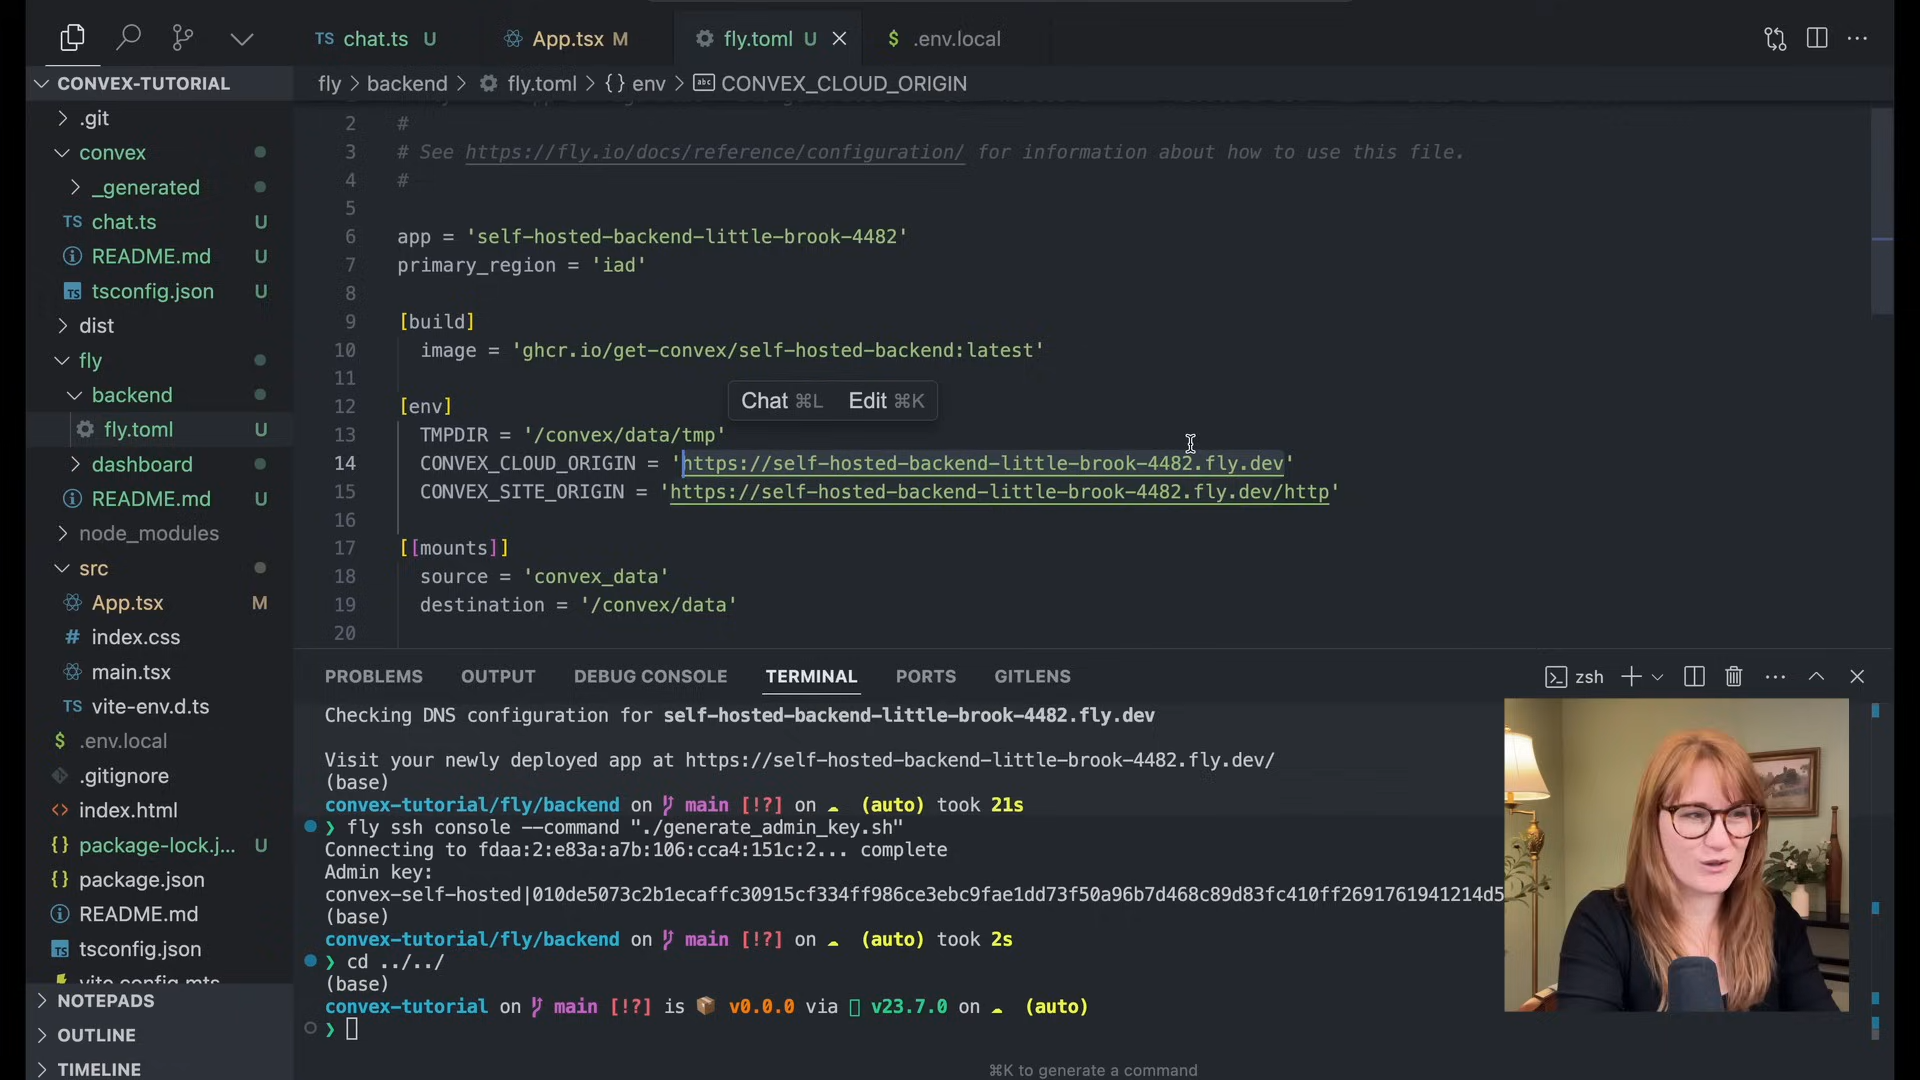 TS chat.ts U
App.tsx M
fly.toml U
$ .env.local
CONVEX-TUTORIAL
fly > backend > fly.toml > {} env > abc CONVEX_CLOUD_ORIGIN
.git
convex
_generated
TS chat.ts U
README.md U
TS tsconfig.json U
dist
fly
backend
fly.toml U
dashboard
README.md U
node_modules
src
App.tsx M
# index.css
main.tsx
TS vite-env.d.ts
$ .env.local
.gitignore
<> index.html
{} package-lock.j... U
{} package.json
README.md
TS tsconfig.json
vite.config.mts
NOTEPADS
OUTLINE
TIMELINE
2 #
3 # See https://fly.io/docs/reference/configuration/ for information about how to use this file.
4 #
5
6 app = 'self-hosted-backend-little-brook-4482'
7 primary_region = 'iad'
8
9 [build]
10 image = 'ghcr.io/get-convex/self-hosted-backend:latest'
11
Chat ⌘L Edit ⌘K
12 [env]
13 TMPDIR = '/convex/data/tmp'
14 CONVEX_CLOUD_ORIGIN = 'https://self-hosted-backend-little-brook-4482.fly.dev'
15 CONVEX_SITE_ORIGIN = 'https://self-hosted-backend-little-brook-4482.fly.dev/http'
16
17 [[mounts]]
18 source = 'convex_data'
19 destination = '/convex/data'
20
PROBLEMS OUTPUT DEBUG CONSOLE TERMINAL PORTS GITLENS
zsh
Checking DNS configuration for self-hosted-backend-little-brook-4482.fly.dev
Visit your newly deployed app at https://self-hosted-backend-little-brook-4482.fly.dev/
(base)
convex-tutorial/fly/backend on main [!?] on ☁ (auto) took 21s
❯ fly ssh console --command "./generate_admin_key.sh"
Connecting to fdaa:2:e83a:a7b:106:cca4:151c:2... complete
Admin key:
convex-self-hosted|010de5073c2b1ecaffc30915cf334ff986ce3ebc9fae1dd73f50a96b7d468c89d83fc410ff2691761941214d5
(base)
convex-tutorial/fly/backend on main [!?] on ☁ (auto) took 2s
❯ cd ../../
(base)
convex-tutorial on main [!?] is 📦 v0.0.0 via v23.7.0 on ☁ (auto)
❯
⌘K to generate a command